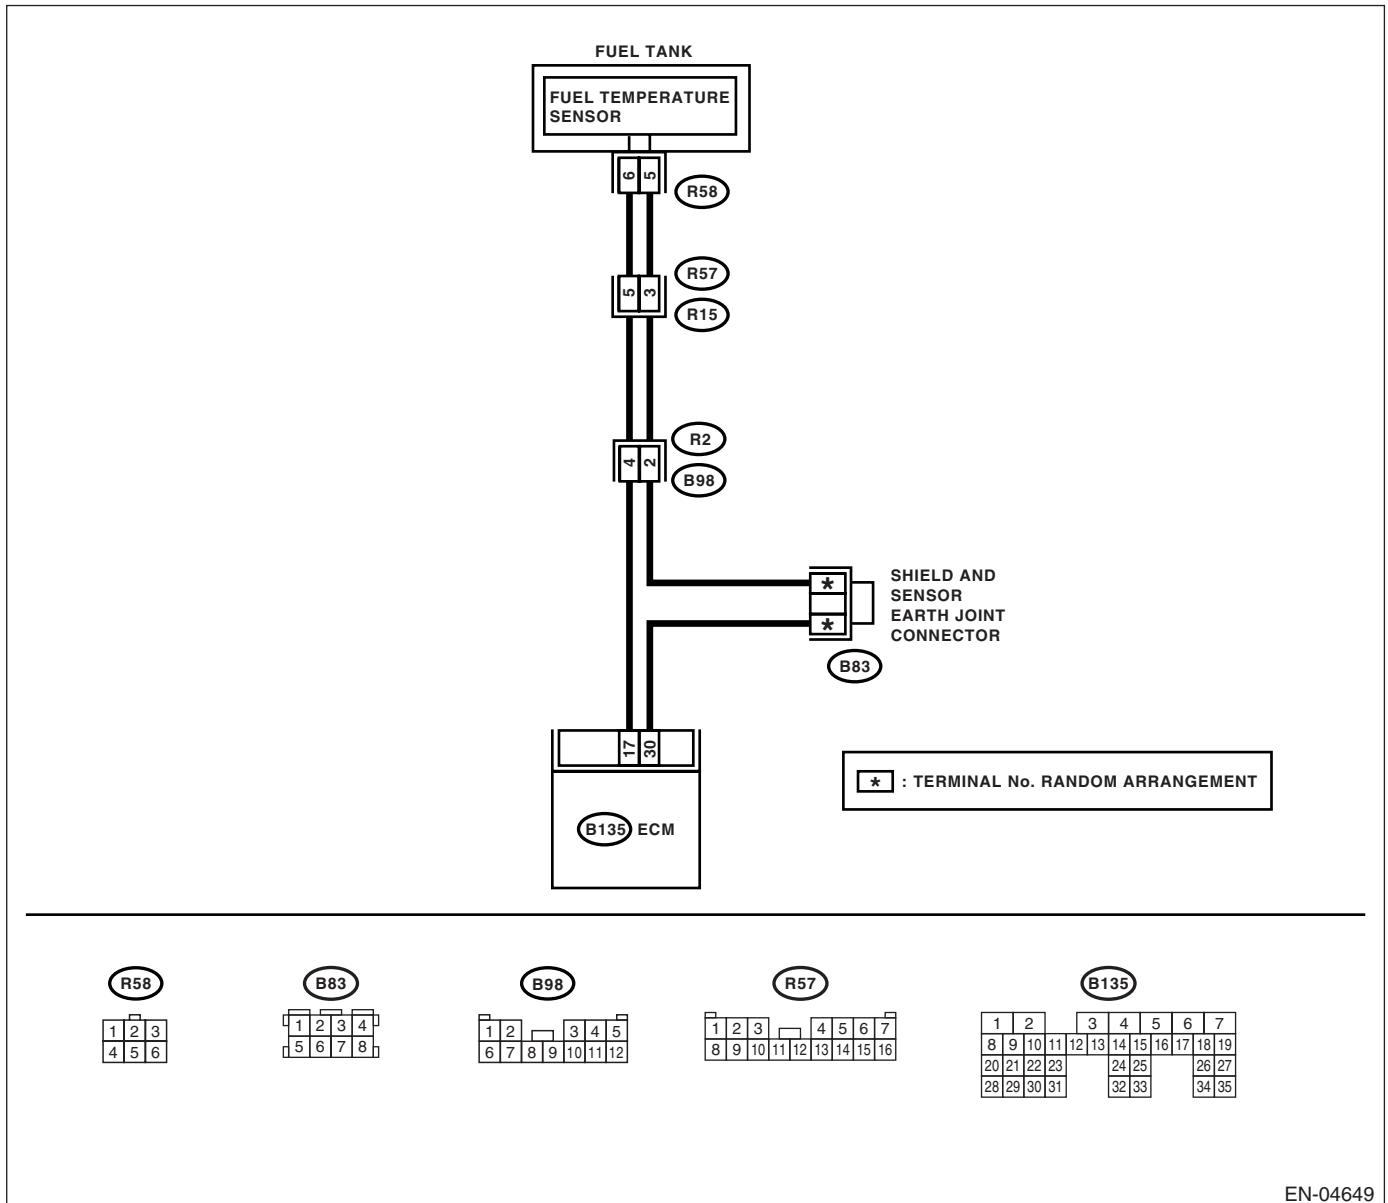 FUEL TANK
FUEL TEMPERATURE
SENSOR
6 5
R58
R57
5 3
R15
R2
4 2
B98
SHIELD AND
SENSOR
EARTH JOINT
CONNECTOR
*
*
B83
17 30
* : TERMINAL No. RANDOM ARRANGEMENT
B135 ECM
R58
1 2 3
4 5 6
B83
1 2 3 4
5 6 7 8
B98
1 2 3 4 5
6 7 8 9 10 11 12
R57
1 2 3 4 5 6 7
8 9 10 11 12 13 14 15 16
B135
1 2 3 4 5 6 7
8 9 10 11 12 13 14 15 16 17 18 19
20 21 22 23 24 25 26 27
28 29 30 31 32 33 34 35
EN-04649